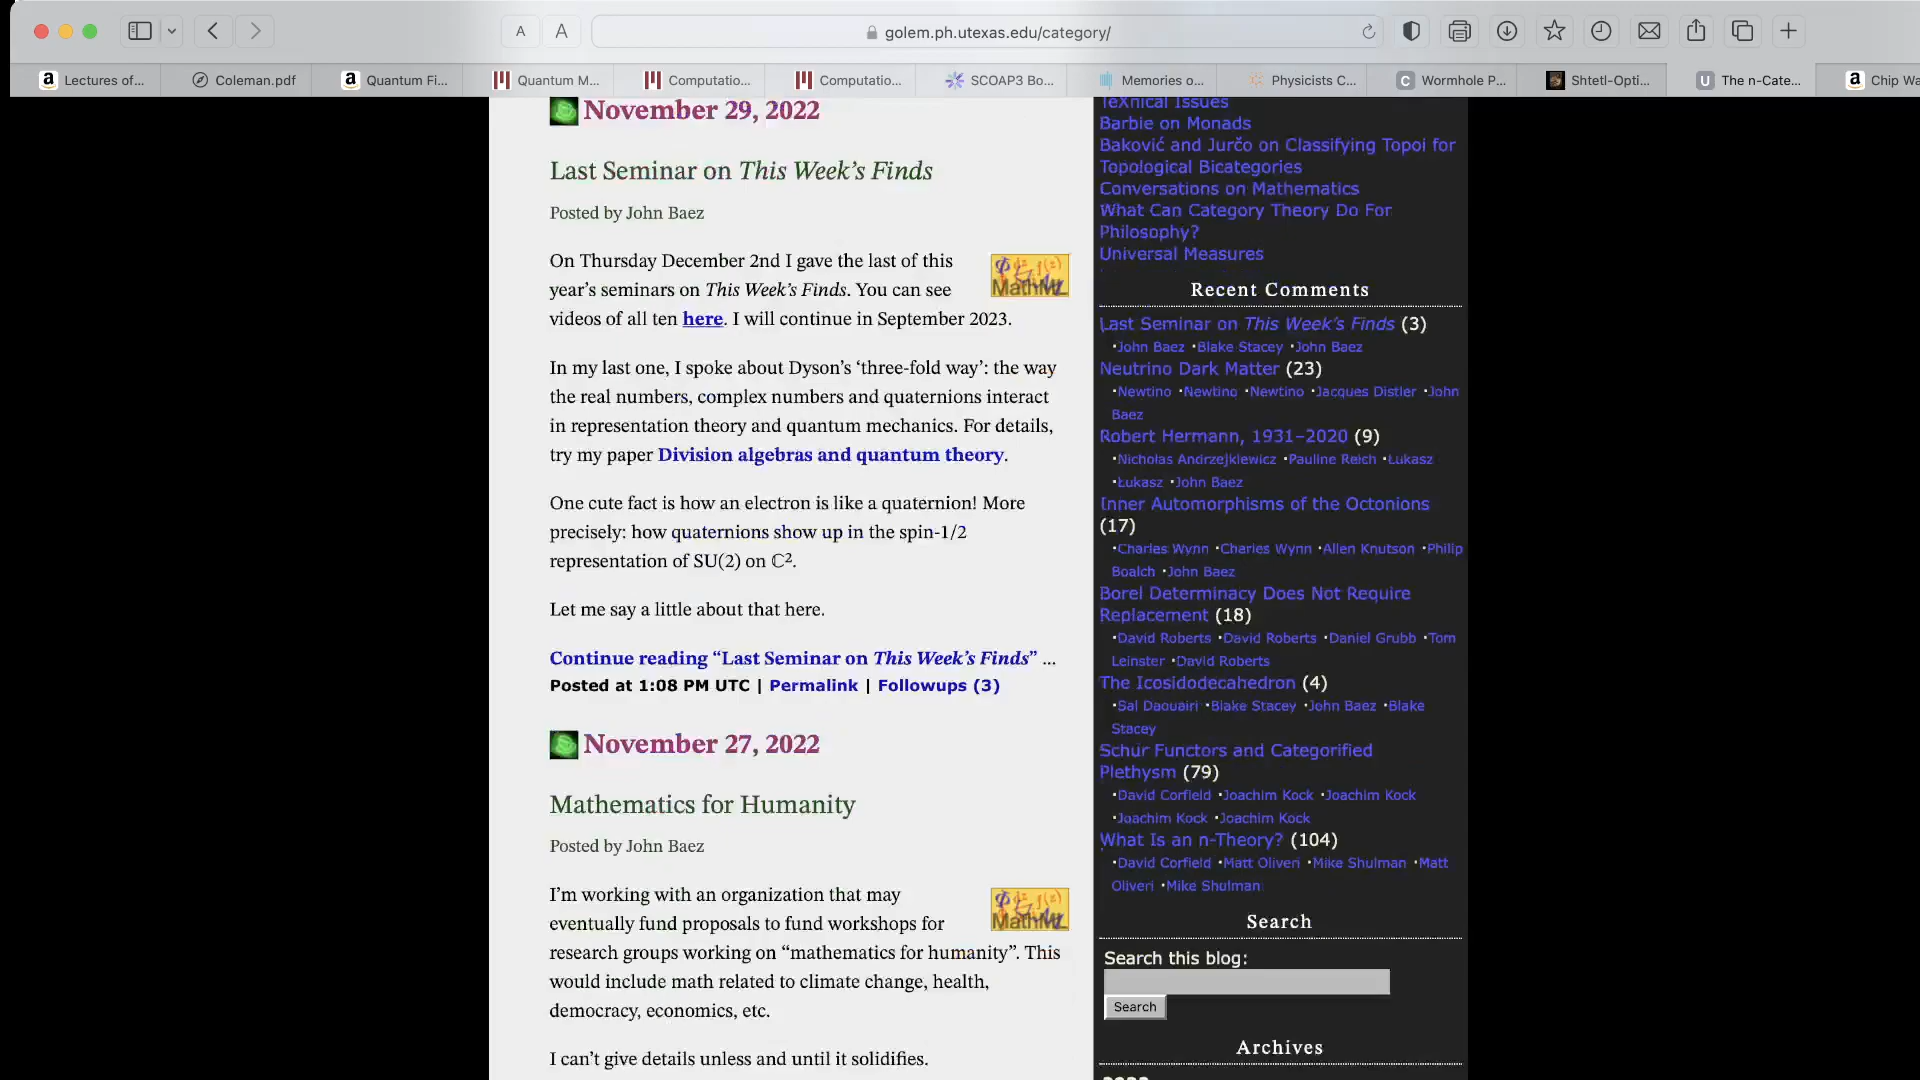 A
A
golem.ph.utexas.edu/category/
Lectures of...
Coleman.pdf
Quantum Fi...
Quantum M...
Computatio...
Computatio...
SCOAP3 Bo...
Memories o...
Physicists C...
C
Wormhole P...
Shtetl-Opti...
U
The n-Cate...
Chip Wa
November 29, 2022
Last Seminar on This Week’s Finds
Posted by John Baez
On Thursday December 2nd I gave the last of this
year’s seminars on This Week’s Finds. You can see
videos of all ten here. I will continue in September 2023.
MathML
In my last one, I spoke about Dyson’s ‘three-fold way’: the way
the real numbers, complex numbers and quaternions interact
in representation theory and quantum mechanics. For details,
try my paper Division algebras and quantum theory.
One cute fact is how an electron is like a quaternion! More
precisely: how quaternions show up in the spin-1/2
representation of SU(2) on ℂ².
Let me say a little about that here.
Continue reading “Last Seminar on This Week’s Finds” ...
Posted at 1:08 PM UTC | Permalink | Followups (3)
November 27, 2022
Mathematics for Humanity
Posted by John Baez
I’m working with an organization that may
eventually fund proposals to fund workshops for
research groups working on “mathematics for humanity”. This
would include math related to climate change, health,
democracy, economics, etc.
MathML
I can’t give details unless and until it solidifies.
TeXnical Issues
Barbie on Monads
Baković and Jurčo on Classifying Topoi for
Topological Bicategories
Conversations on Mathematics
What Can Category Theory Do For
Philosophy?
Universal Measures
Recent Comments
Last Seminar on This Week’s Finds (3)
•John Baez •Blake Stacey •John Baez
Neutrino Dark Matter (23)
•Newtino •Newtino •Newtino •Jacques Distler •John
Baez
Robert Hermann, 1931–2020 (9)
•Nicholas Andrzejkiewicz •Pauline Reich •Łukasz
•Łukasz •John Baez
Inner Automorphisms of the Octonions
(17)
•Charles Wynn •Charles Wynn •Allen Knutson •Philip
Boalch •John Baez
Borel Determinacy Does Not Require
Replacement (18)
•David Roberts •David Roberts •Daniel Grubb •Tom
Leinster •David Roberts
The Icosidodecahedron (4)
•Sal Daouairi •Blake Stacey •John Baez •Blake
Stacey
Schur Functors and Categorified
Plethysm (79)
•David Corfield •Joachim Kock •Joachim Kock
•Joachim Kock •Joachim Kock
What Is an n-Theory? (104)
•David Corfield •Matt Oliveri •Mike Shulman •Matt
Oliveri •Mike Shulman
Search
Search this blog:
Search
Archives